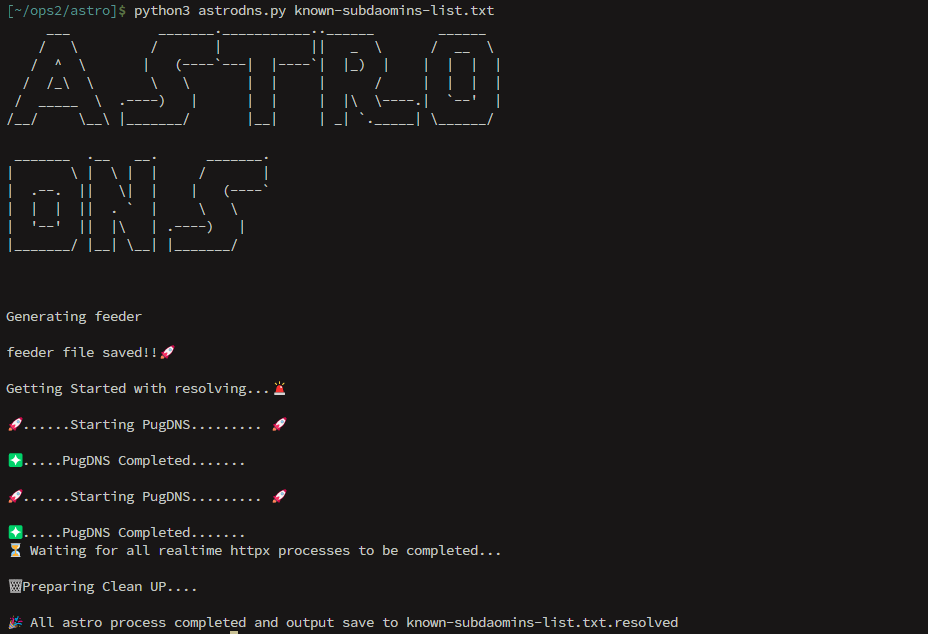 [~/ops2/astro]$ python3 astrodns.py known-subdaomins-list.txt
ASTRO
DNS
Generating feeder
feeder file saved!!🚀
Getting Started with resolving...🚨
🚀......Starting PugDNS......... 🚀
❇️.....PugDNS Completed.......
🚀......Starting PugDNS......... 🚀
❇️.....PugDNS Completed.......
⏳ Waiting for all realtime httpx processes to be completed...
🗑️Preparing Clean UP....
🎉 All astro process completed and output save to known-subdaomins-list.txt.resolved